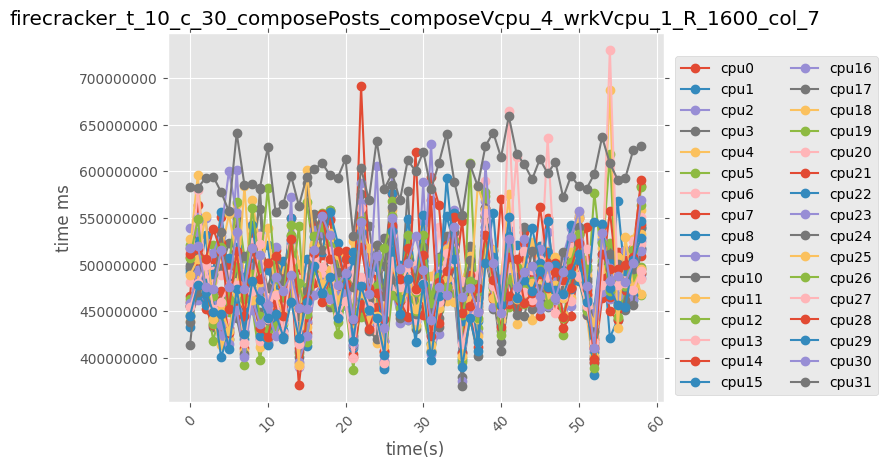 firecracker_t_10_c_30_composePosts_composeVcpu_4_wrkVcpu_1_R_1600_col_7
time ms
700000000
650000000
600000000
550000000
500000000
450000000
400000000
0 10 20 30 40 50 60
time(s)
cpu0
cpu1
cpu2
cpu3
cpu4
cpu5
cpu6
cpu7
cpu8
cpu9
cpu10
cpu11
cpu12
cpu13
cpu14
cpu15
cpu16
cpu17
cpu18
cpu19
cpu20
cpu21
cpu22
cpu23
cpu24
cpu25
cpu26
cpu27
cpu28
cpu29
cpu30
cpu31